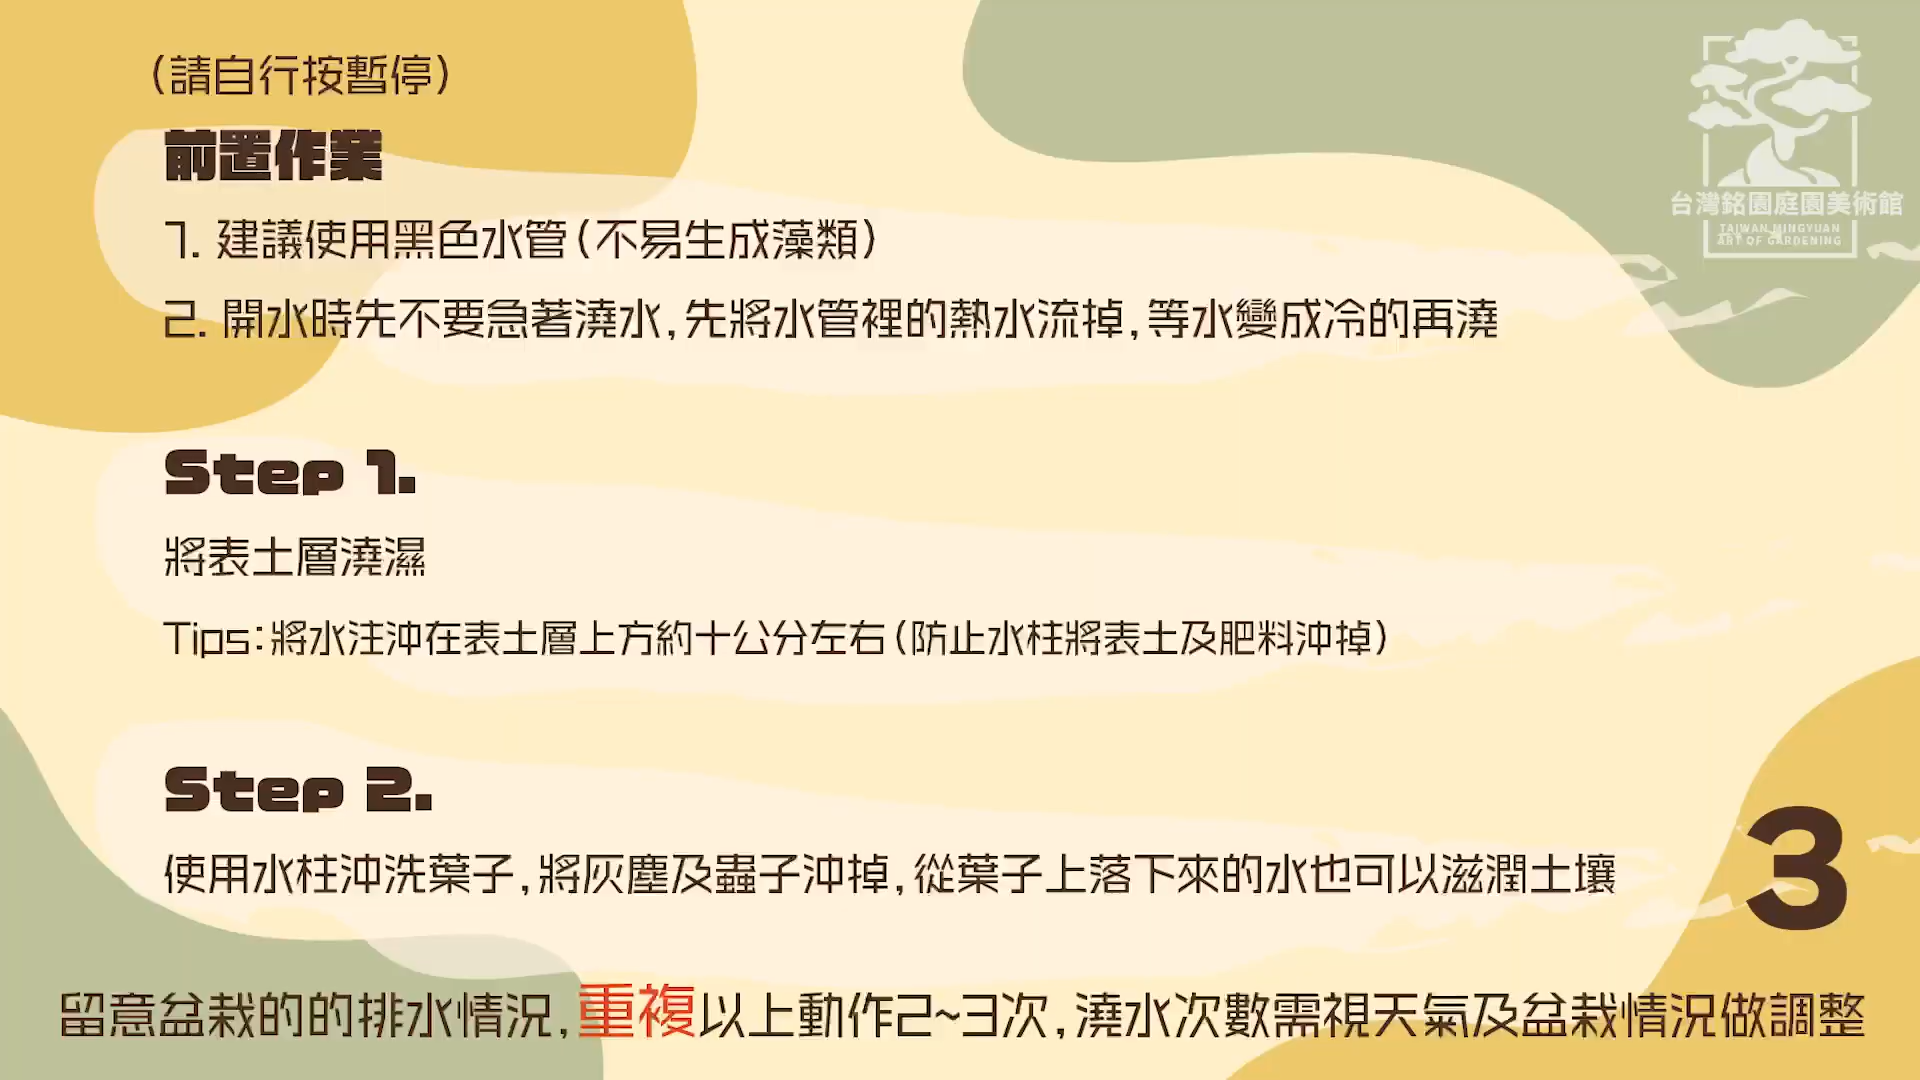 (請自行按暫停)
前置作業
1. 建議使用黑色水管(不易生成藻類)
2. 開水時先不要急著澆水,先將水管裡的熱水流掉,等水變成冷的再澆
Step 1.
將表土層澆濕
Tips:將水注沖在表土層上方約十公分左右(防止水柱將表土及肥料沖掉)
Step 2.
使用水柱沖洗葉子,將灰塵及蟲子沖掉,從葉子上落下來的水也可以滋潤土壤
3
留意盆栽的的排水情況,重複以上動作2~3次,澆水次數需視天氣及盆栽情況做調整
台灣銘園庭園美術館
TAIWAN MINGYUAN
ART OF GARDENING